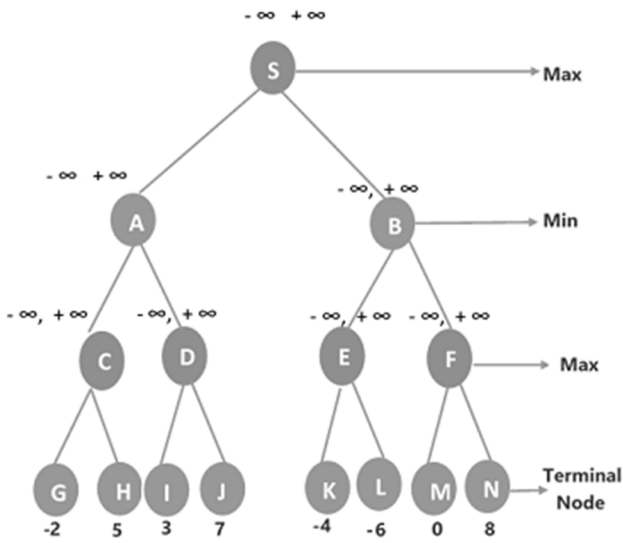 - ∞ + ∞
S
Max
- ∞ + ∞
- ∞, + ∞
A
B
Min
- ∞, + ∞
- ∞, + ∞
- ∞, + ∞
- ∞, + ∞
C
D
E
F
Max
G
H
I
J
K
L
M
N
Terminal
Node
-2
5
3
7
-4
-6
0
8